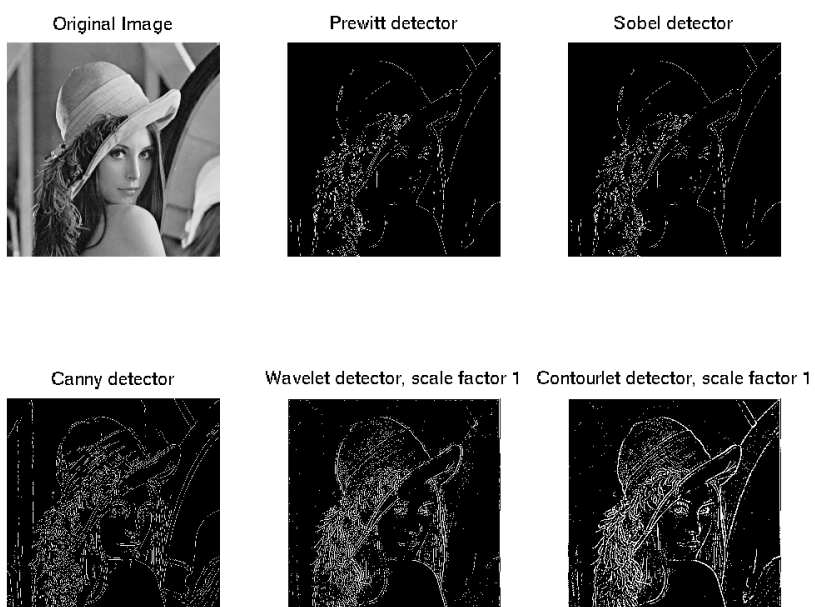 Original Image
Prewitt detector
Sobel detector
Canny detector
Wavelet detector, scale factor 1
Contourlet detector, scale factor 1